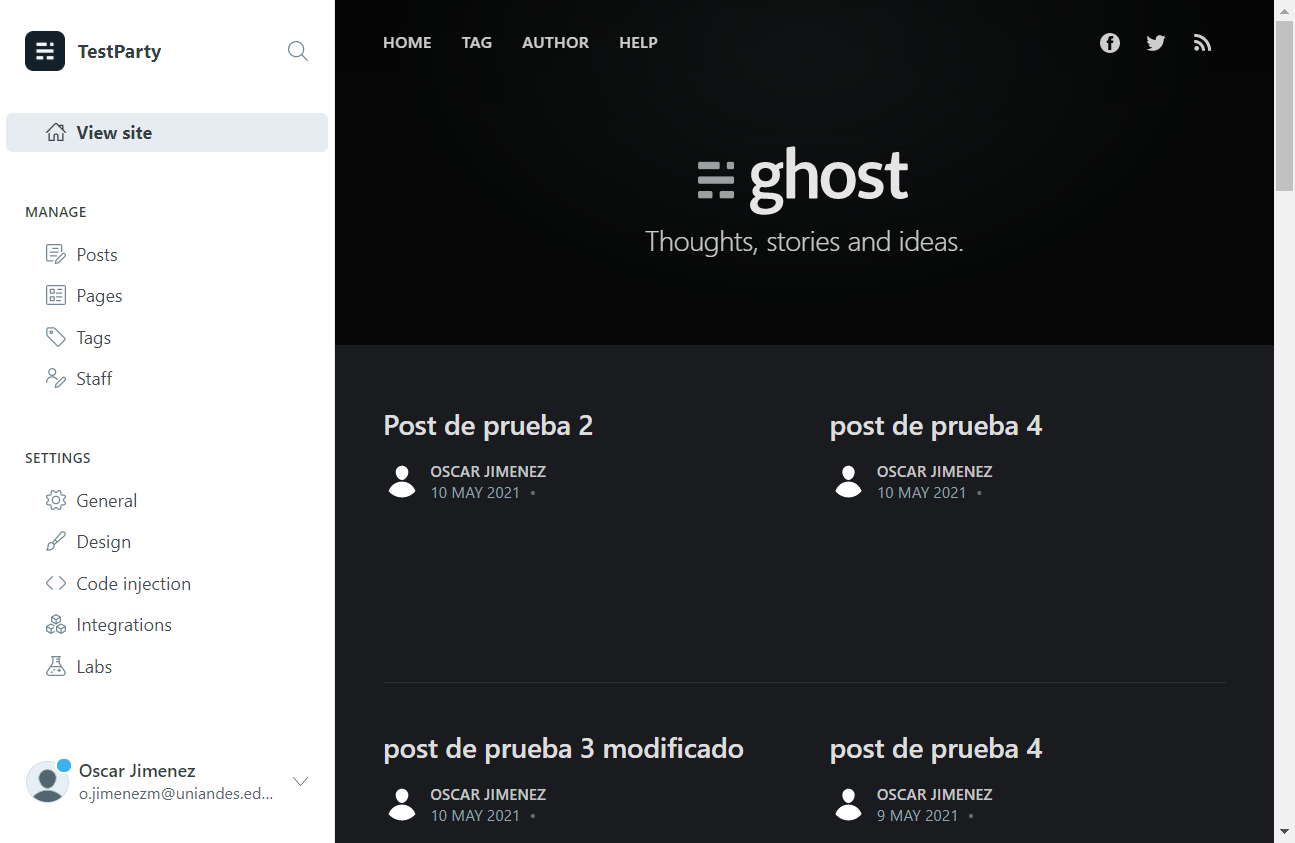 TestParty
View site
MANAGE
Posts
Pages
Tags
Staff
SETTINGS
General
Design
Code injection
Integrations
Labs
Oscar Jimenez
o.jimenezm@uniandes.ed...
HOME TAG AUTHOR HELP
ghost
Thoughts, stories and ideas.
Post de prueba 2
OSCAR JIMENEZ
10 MAY 2021 •
post de prueba 4
OSCAR JIMENEZ
10 MAY 2021 •
post de prueba 3 modificado
OSCAR JIMENEZ
10 MAY 2021 •
post de prueba 4
OSCAR JIMENEZ
9 MAY 2021 •